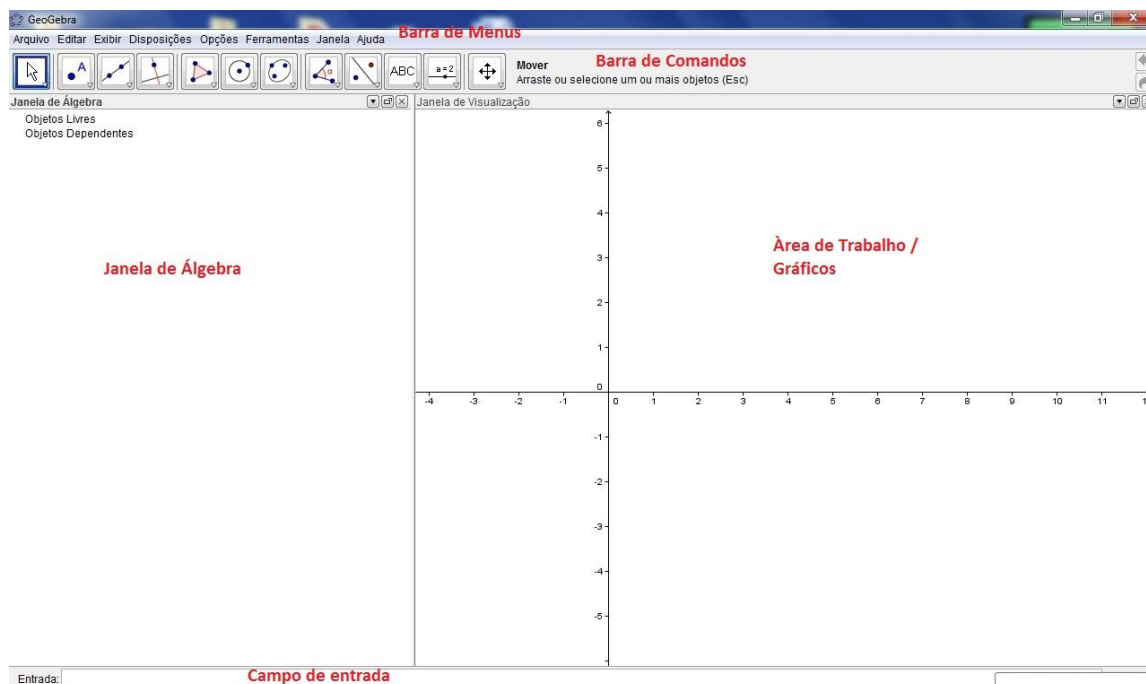 GeoGebra
Arquivo Editar Exibir Disposições Opções Ferramentas Janela Ajuda
Barra de Menus
A
α
ABC
a=2
Mover
Arraste ou selecione um ou mais objetos (Esc)
Barra de Comandos
Janela de Álgebra
Objetos Livres
Objetos Dependentes
Janela de Álgebra
Janela de Visualização
6
5
4
3
2
1
0
-4 -3 -2 -1 0 1 2 3 4 5 6 7 8 9 10 11 1
-1
-2
-3
-4
-5
Àrea de Trabalho /
Gráficos
Entrada:
Campo de entrada